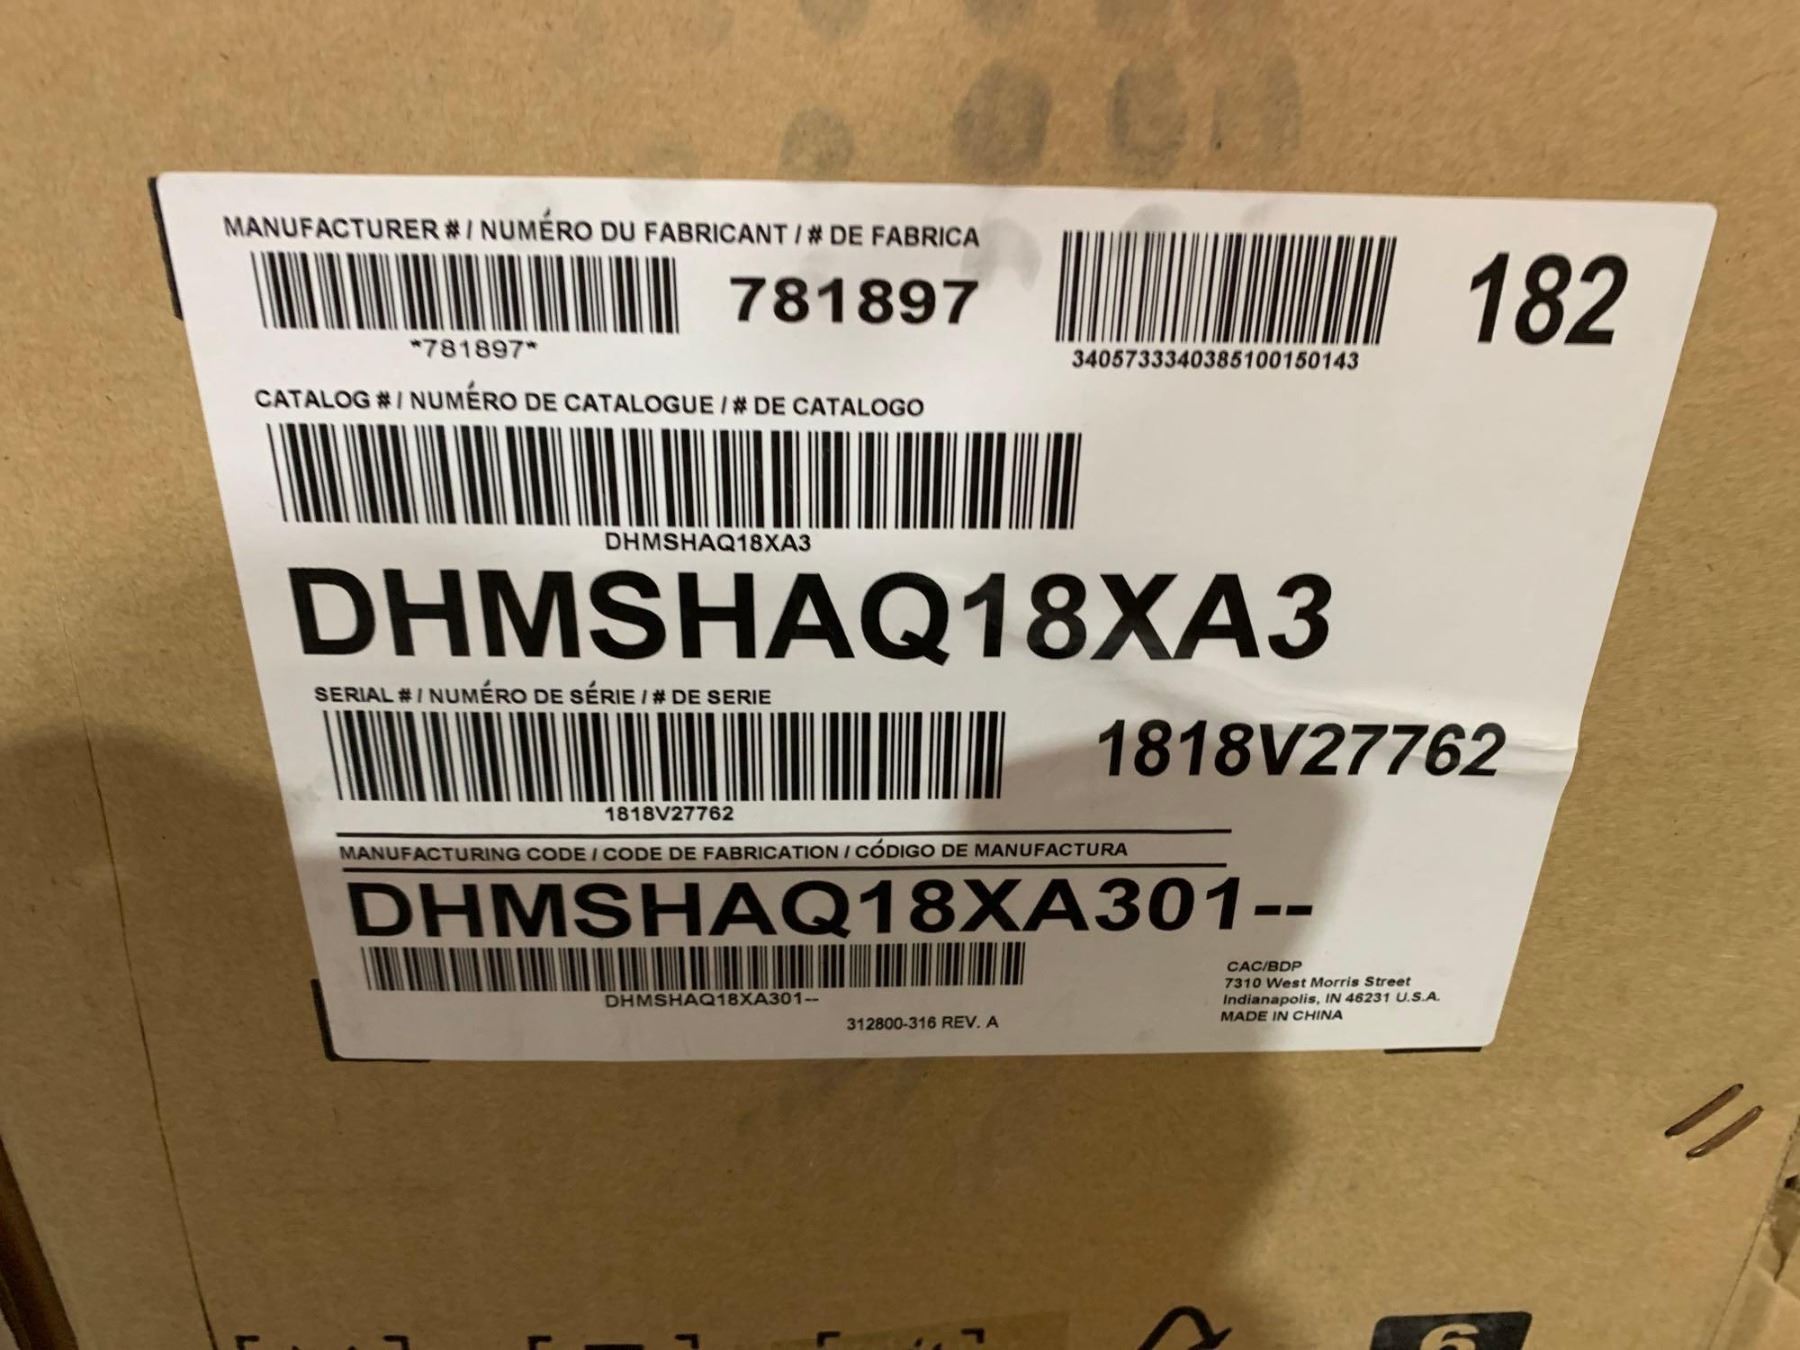 MANUFACTURER # / NUMÉRO DU FABRICANT / # DE FABRICA
*781897*
781897
3405733340385100150143
182
CATALOG # / NUMÉRO DE CATALOGUE / # DE CATALOGO
DHMSHAQ18XA3
DHMSHAQ18XA3
SERIAL # / NUMÉRO DE SÉRIE / # DE SERIE
1818V27762
1818V27762
MANUFACTURING CODE / CODE DE FABRICATION / CÓDIGO DE MANUFACTURA
DHMSHAQ18XA301--
DHMSHAQ18XA301--
312800-316 REV. A
CAC/BDP
7310 West Morris Street
Indianapolis, IN 46231 U.S.A.
MADE IN CHINA
6